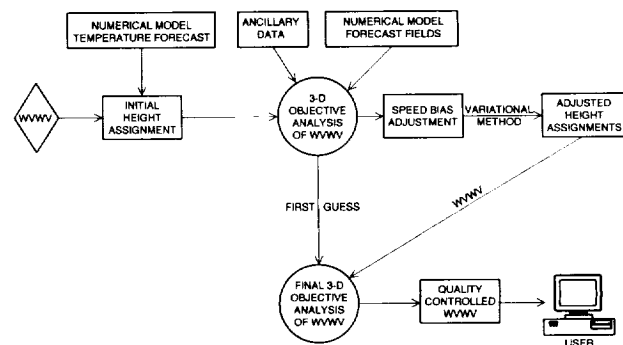 NUMERICAL MODEL
TEMPERATURE FORECAST
ANCILLARY
DATA
NUMERICAL MODEL
FORECAST FIELDS
WVWV
INITIAL
HEIGHT
ASSIGNMENT
3-D
OBJECTIVE
ANALYSIS
OF WVWV
SPEED BIAS
ADJUSTMENT
VARIATIONAL
METHOD
ADJUSTED
HEIGHT
ASSIGNMENTS
FIRST GUESS
WVWV
FINAL 3-D
OBJECTIVE
ANALYSIS
OF WVWV
QUALITY
CONTROLLED
WVWV
USER